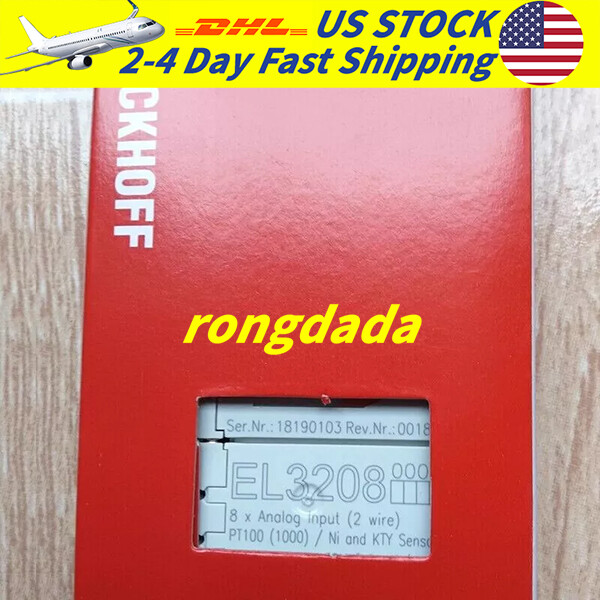 DHL US STOCK
2-4 Day Fast Shipping
CKHOFF
rongdada
Ser.Nr.: 18190103 Rev.Nr.: 0018
EL3208 000
8 x Analog Input (2 wire)
PT100 (1000) / Ni and KTY Senso